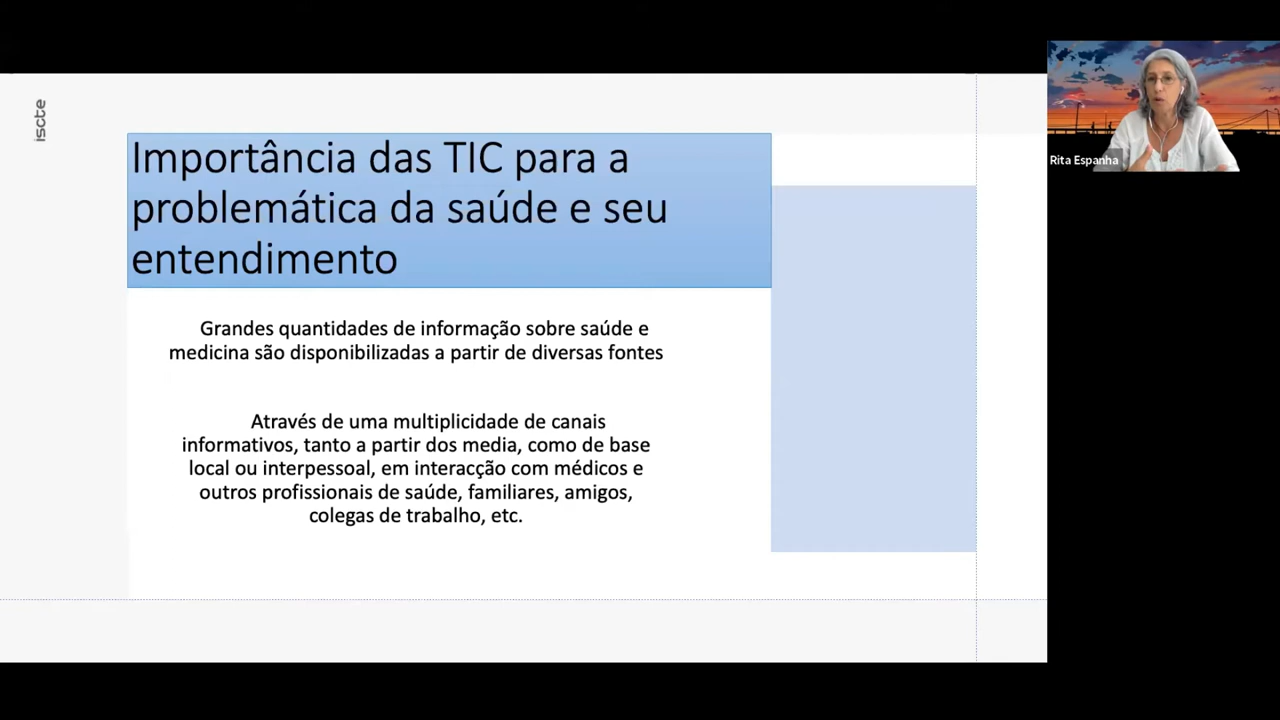 iscte
Importância das TIC para a
problemática da saúde e seu
entendimento
Grandes quantidades de informação sobre saúde e
medicina são disponibilizadas a partir de diversas fontes
Através de uma multiplicidade de canais
informativos, tanto a partir dos media, como de base
local ou interpessoal, em interacção com médicos e
outros profissionais de saúde, familiares, amigos,
colegas de trabalho, etc.
Rita Espanha